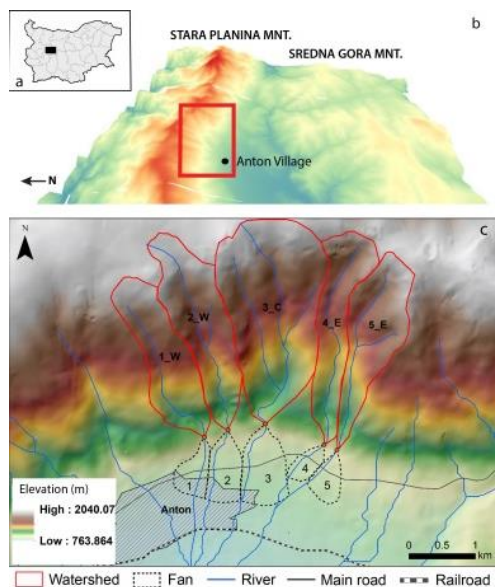 b
STARA PLANINA MNT.
SREDNA GORA MNT.
a
Anton Village
N
C
N
2_W
3_C
4_E
5_E
1_W
1
2
3
4
5
Anton
Elevation (m)
High : 2040.07
Low : 763.864
0 0.5 1
km
Watershed Fan River Main road Railroad